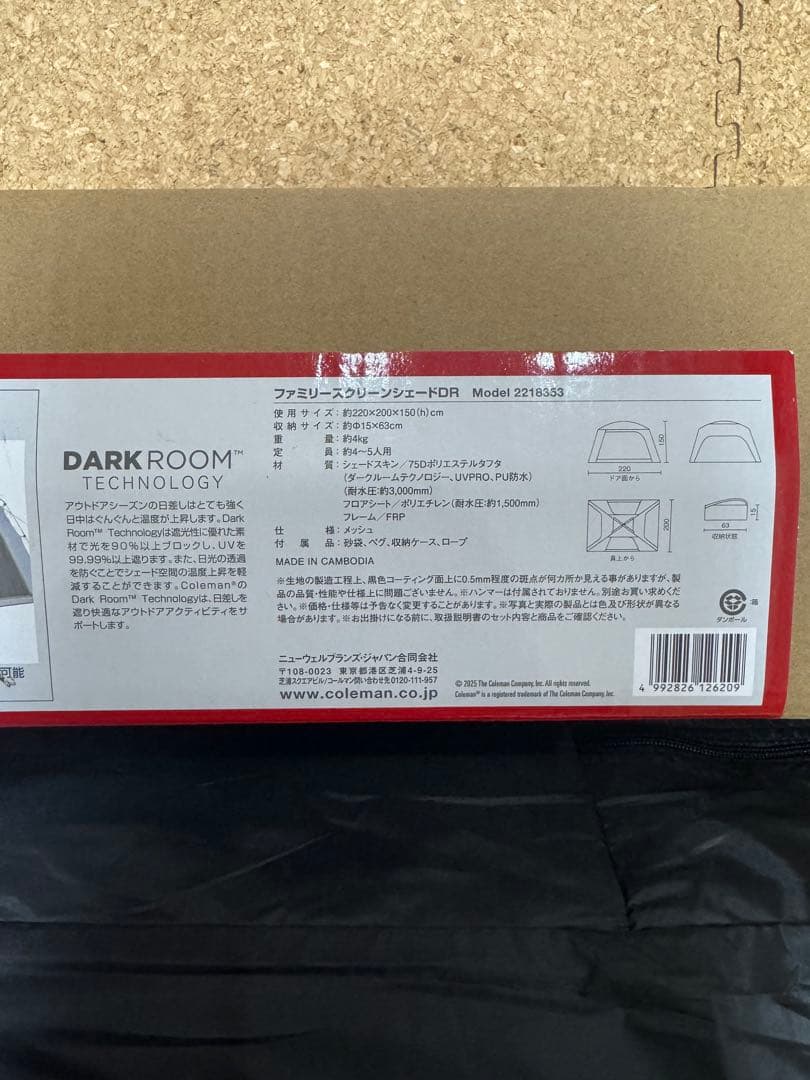 可能
DARKROOM™
TECHNOLOGY
アウトドアシーズンの日差しはとても強く
日中はぐんぐんと温度が上昇します。Dark
Room™ Technologyは遮光性に優れた素
材で光を90%以上ブロックし、UVを
99.99%以上遮ります。また、日光の透過
を防ぐことでシェード空間の温度上昇を軽
減することができます。Coleman®の
Dark Room™ Technologyは、日差しを
遮り快適なアウトドアアクティビティをサ
ポートします。
ファミリースクリーンシェードDR Model 2218353
使用サイズ：約220×200×150(h)cm
収納サイズ：約Φ15×63cm
重量：約4kg
定員：約4～5人用
材質：シェードスキン／75Dポリエステルタフタ
(ダークルームテクノロジー、UVPRO、PU防水)
(耐水圧：約3,000mm)
フロアシート／ポリエチレン(耐水圧：約1,500mm)
フレーム／FRP
仕様：メッシュ
付属品：砂袋、ペグ、収納ケース、ロープ
MADE IN CAMBODIA
150
220
ドア面から
200
真上から
15
63
収納状態
※生地の製造工程上、黒色コーティング面上に0.5mm程度の斑点が何カ所か見える事がありますが、製
品の品質・性能や仕様上に問題ございません。※ハンマーは付属されておりません。別途お買い求めくだ
さい。※価格・仕様等は予告なく変更することがあります。※写真と実際の製品とは色及び形状が異なる
場合があります。※お出掛けになる前に、取扱説明書のセット内容と商品をご確認ください。
箱
ダンボール
ニューウェルブランズ・ジャパン合同会社
〒108-0023 東京都港区芝浦4-9-25
芝浦スクエアビル/コールマン問い合わせ先0120-111-957
www.coleman.co.jp
© 2025 The Coleman Company, Inc. All rights reserved.
Coleman® is a registered trademark of The Coleman Company, Inc.
4 992826 126209